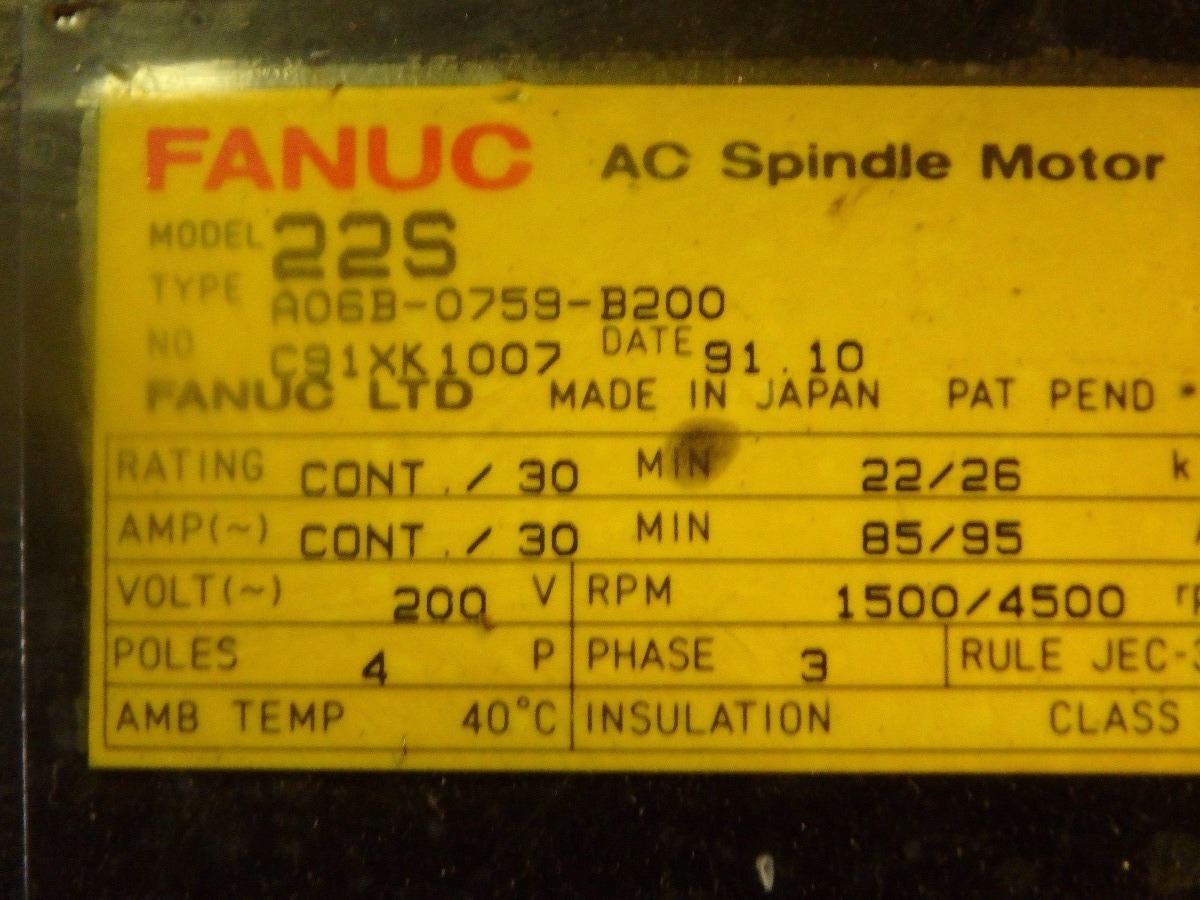 FANUC AC Spindle Motor
MODEL 22S
TYPE A06B-0759-B200
NO C91XK1007 DATE 91.10
FANUC LTD MADE IN JAPAN PAT PEND
RATING CONT./30 MIN 22/26 k
AMP(~) CONT./30 MIN 85/95
VOLT(~) 200 V RPM 1500/4500 r
POLES 4 P PHASE 3 RULE JEC-
AMB TEMP 40°C INSULATION CLASS